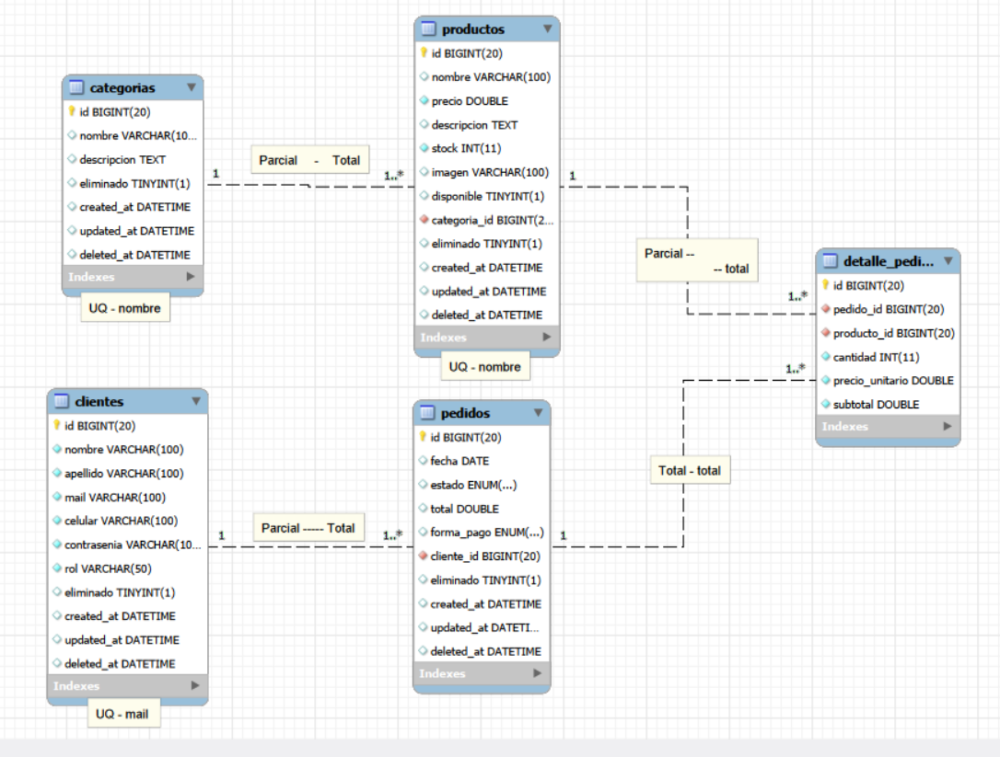 categorias
id BIGINT(20)
nombre VARCHAR(10...
descripcion TEXT
eliminado TINYINT(1)
created_at DATETIME
updated_at DATETIME
deleted_at DATETIME
Indexes
UQ - nombre
1
Parcial - Total
1..*
productos
id BIGINT(20)
nombre VARCHAR(100)
precio DOUBLE
descripcion TEXT
stock INT(11)
imagen VARCHAR(100)
disponible TINYINT(1)
categoria_id BIGINT(2...
eliminado TINYINT(1)
created_at DATETIME
updated_at DATETIME
deleted_at DATETIME
Indexes
UQ - nombre
1
Parcial --
-- total
1..*
detalle_pedi...
id BIGINT(20)
pedido_id BIGINT(20)
producto_id BIGINT(20)
cantidad INT(11)
precio_unitario DOUBLE
subtotal DOUBLE
Indexes
clientes
id BIGINT(20)
nombre VARCHAR(100)
apellido VARCHAR(100)
mail VARCHAR(100)
celular VARCHAR(100)
contrasenia VARCHAR(10...
rol VARCHAR(50)
eliminado TINYINT(1)
created_at DATETIME
updated_at DATETIME
deleted_at DATETIME
Indexes
UQ - mail
1
Parcial ----- Total
1..*
pedidos
id BIGINT(20)
fecha DATE
estado ENUM(...)
total DOUBLE
forma_pago ENUM(...)
cliente_id BIGINT(20)
eliminado TINYINT(1)
created_at DATETIME
updated_at DATETI...
deleted_at DATETIME
Indexes
1
Total - total
1..*